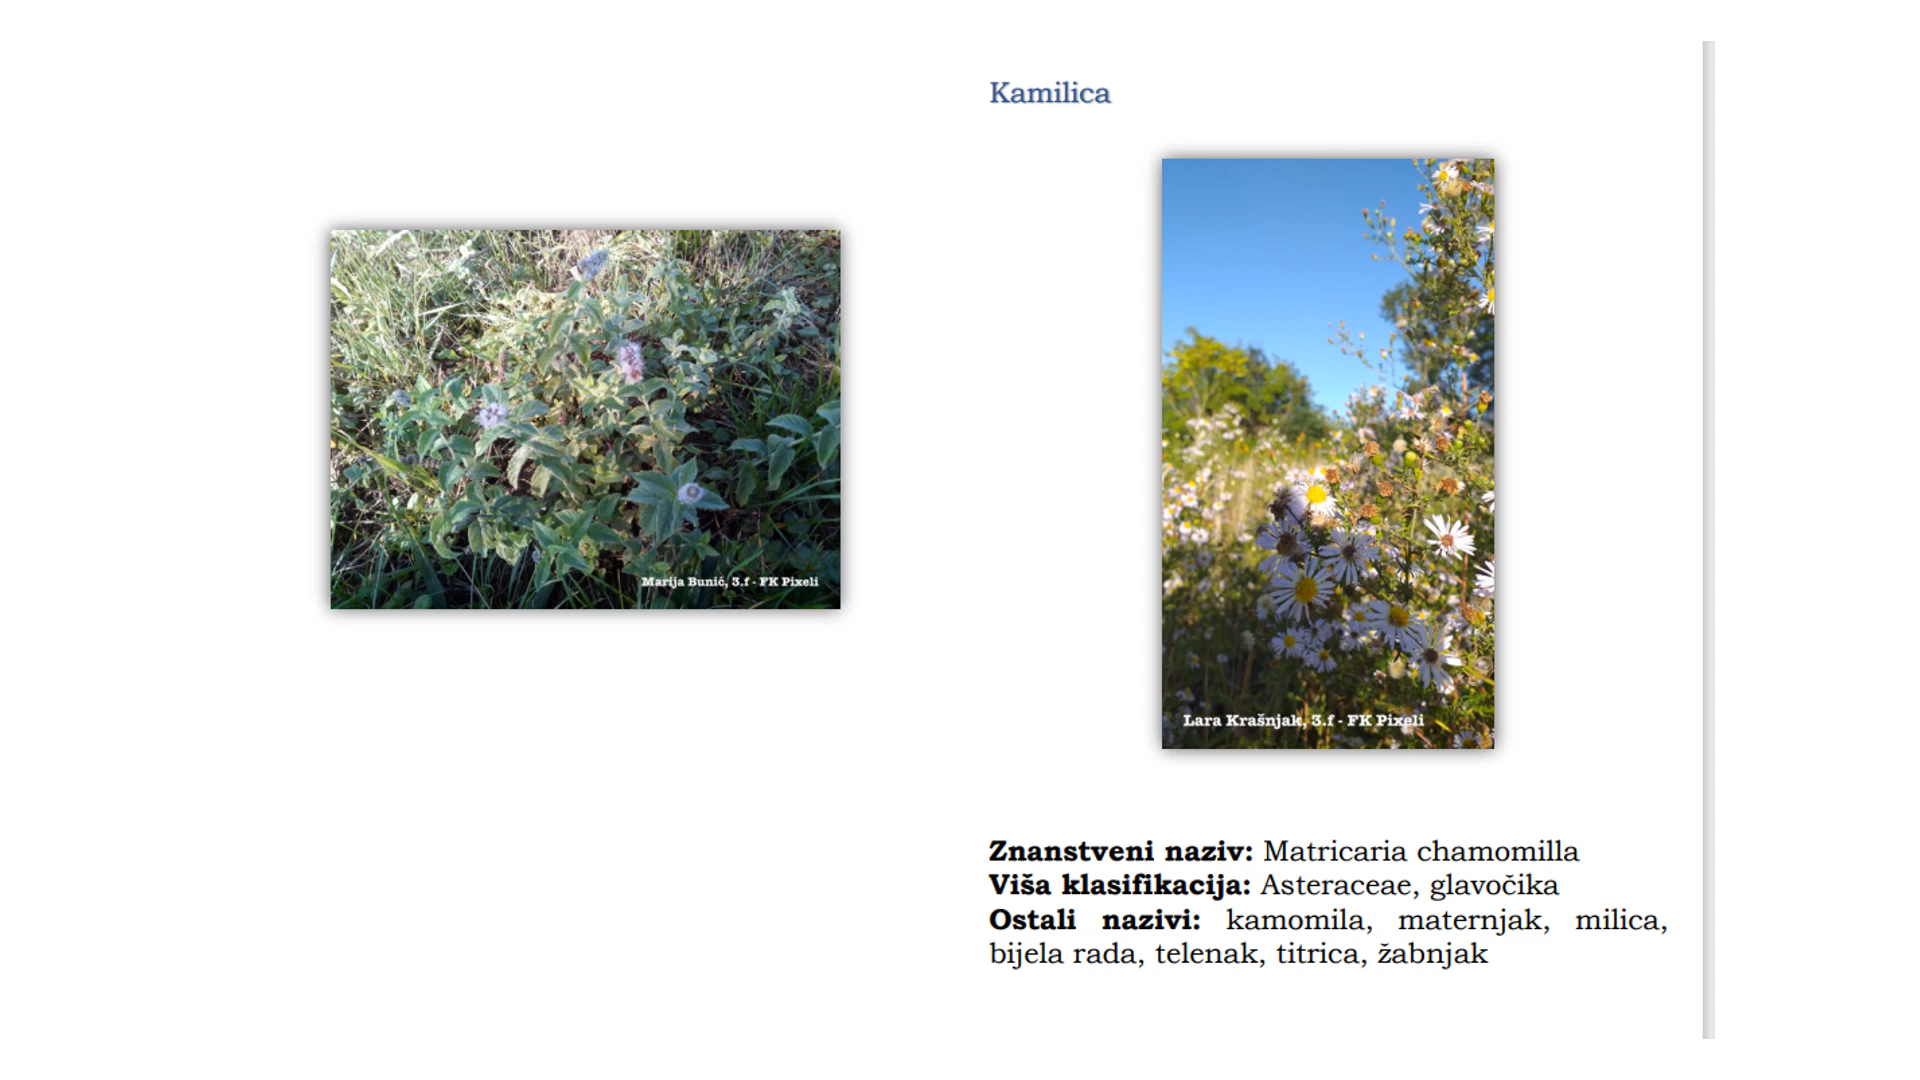 Marija Bunić, 3.f - FK Pixeli
Kamilica
Lara Krašnjak, 3.f - FK Pixeli
Znanstveni naziv: Matricaria chamomilla
Viša klasifikacija: Asteraceae, glavočika
Ostali nazivi: kamomila, maternjak, milica,
bijela rada, telenak, titrica, žabnjak